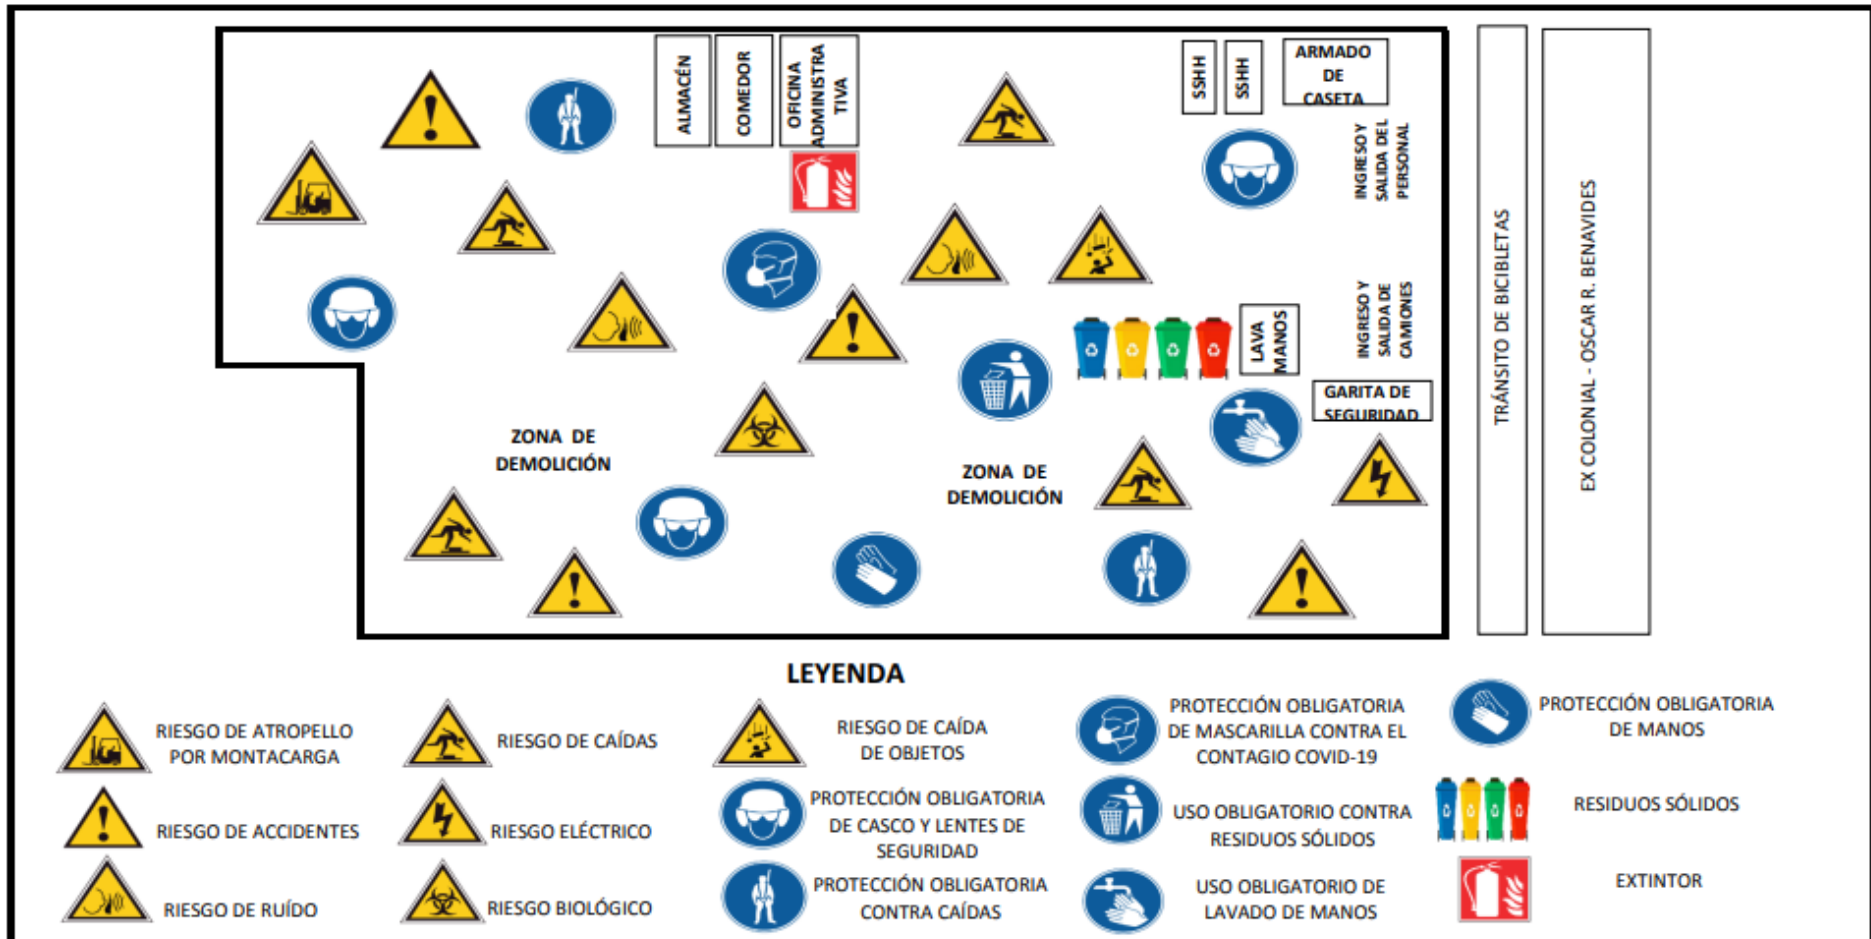 ALMACÉN
COMEDOR
OFICINA
ADMINISTRA
TIVA
SSHH
SSHH
ARMADO
DE
CASETA
INGRESO Y
SALIDA DEL
PERSONAL
INGRESO Y
SALIDA DE
CAMIONES
LAVA
MANOS
GARITA DE
SEGURIDAD
ZONA DE
DEMOLICIÓN
ZONA DE
DEMOLICIÓN
TRÁNSITO DE BICIBLETAS
EX COLONIAL - OSCAR R. BENAVIDES
LEYENDA
RIESGO DE ATROPELLO
POR MONTACARGA
RIESGO DE ACCIDENTES
RIESGO DE RUÍDO
RIESGO DE CAÍDAS
RIESGO ELÉCTRICO
RIESGO BIOLÓGICO
RIESGO DE CAÍDA
DE OBJETOS
PROTECCIÓN OBLIGATORIA
DE CASCO Y LENTES DE
SEGURIDAD
PROTECCIÓN OBLIGATORIA
CONTRA CAÍDAS
PROTECCIÓN OBLIGATORIA
DE MASCARILLA CONTRA EL
CONTAGIO COVID-19
USO OBLIGATORIO CONTRA
RESIDUOS SÓLIDOS
USO OBLIGATORIO DE
LAVADO DE MANOS
PROTECCIÓN OBLIGATORIA
DE MANOS
RESIDUOS SÓLIDOS
EXTINTOR